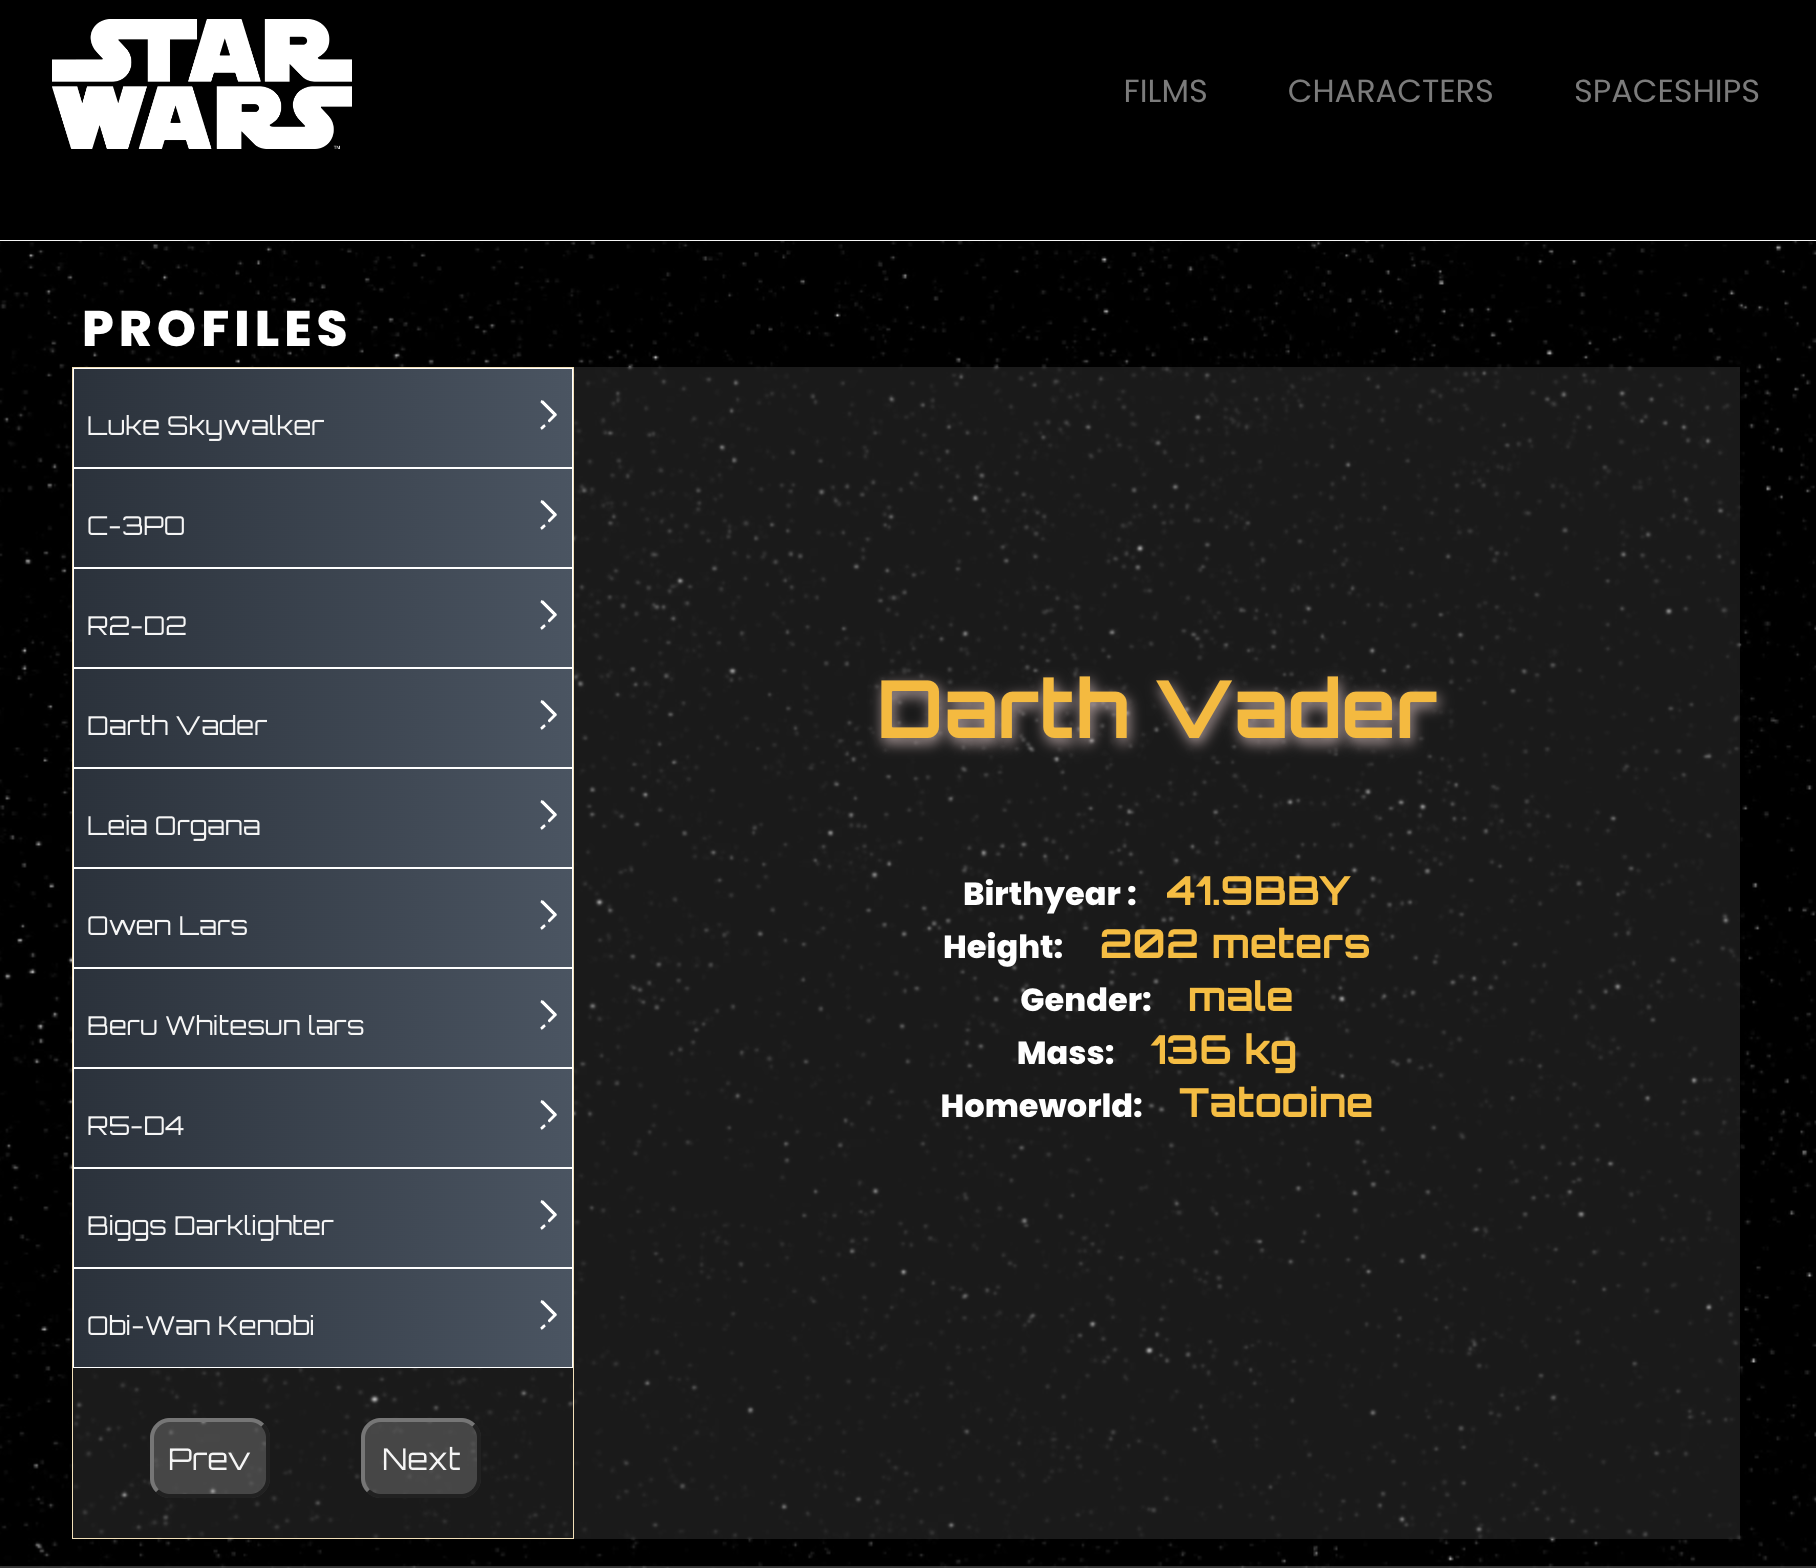 STAR
WARS
TM
FILMS CHARACTERS SPACESHIPS
PROFILES
Luke Skywalker
C-3PO
R2-D2
Darth Vader
Leia Organa
Owen Lars
Beru Whitesun lars
R5-D4
Biggs Darklighter
Obi-Wan Kenobi
Prev Next
Darth Vader
Birthyear : 41.9BBY
Height: 202 meters
Gender: male
Mass: 136 kg
Homeworld: Tatooine